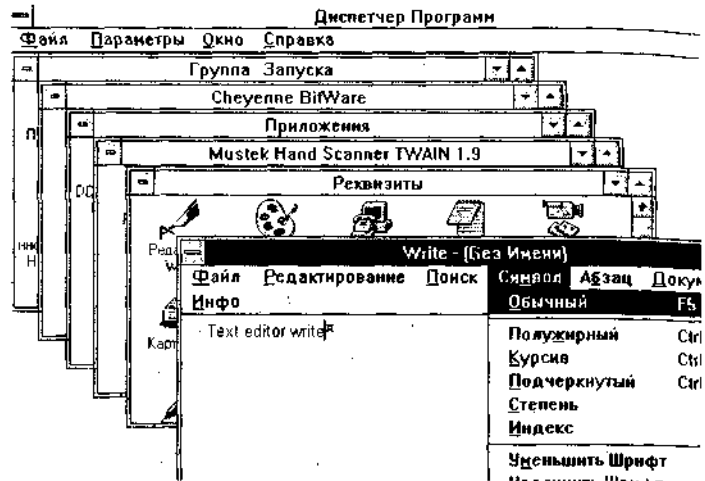 Диспетчер Программ
Файл Параметры Окно Справка
Группа Запуска
Cheyenne BitWare
Приложения
Mustek Hand Scanner TWAIN 1.9
Реквизиты
Write - (Без Имени)
Файл Редактирование Поиск Символ Абзац Докум
Инфо
Обычный F5
Text editor write¤
Полужирный Ctrl
Курсив Ctrl
Подчеркнутый Ctrl
Степень
Индекс
Уменьшить Шрифт